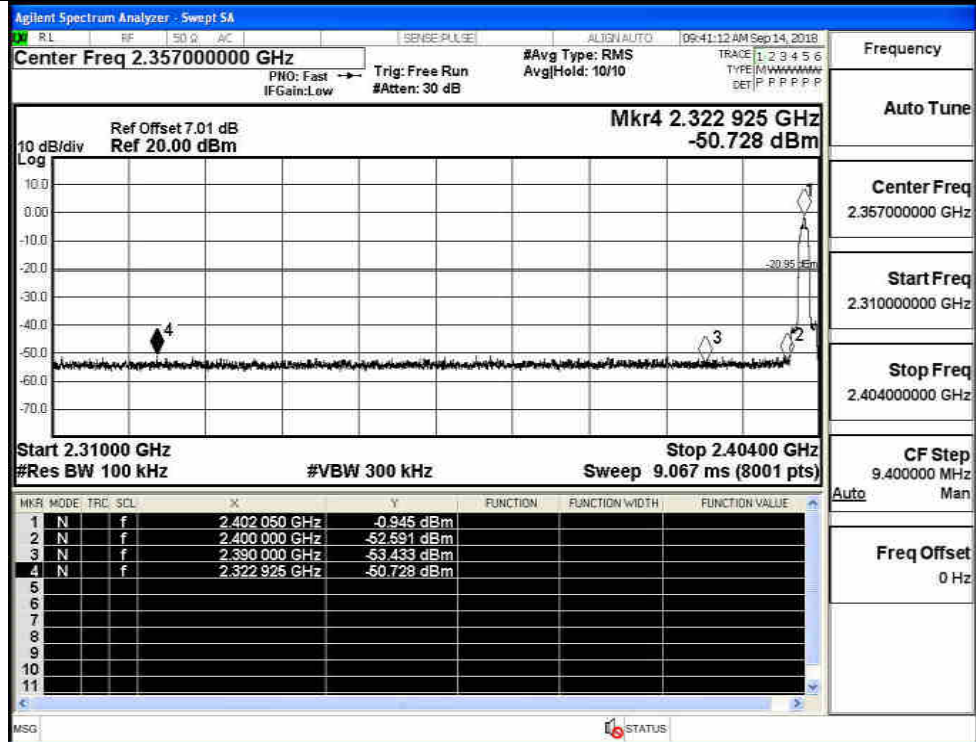 Agilent Spectrum Analyzer - Swept SA
RL RF 50 Ω AC SENSE:PULSE ALIGN AUTO 09:41:12 AM Sep 14, 2018
Center Freq 2.357000000 GHz #Avg Type: RMS TRACE 1 2 3 4 5 6
PNO: Fast Trig: Free Run Avg|Hold: 10/10 TYPE MWWWWW
IFGain:Low #Atten: 30 dB DET P P P P P P
Ref Offset 7.01 dB Mkr4 2.322 925 GHz
10 dB/div Ref 20.00 dBm -50.728 dBm
Log
10.0
1
0.00
-10.0
-20.0
-20.95 dBm
-30.0
-40.0
4
3
2
-50.0
-60.0
-70.0
Start 2.31000 GHz Stop 2.40400 GHz
#Res BW 100 kHz #VBW 300 kHz Sweep 9.067 ms (8001 pts)
MKR MODE TRC SCL X Y FUNCTION FUNCTION WIDTH FUNCTION VALUE
1 N f 2.402 050 GHz -0.945 dBm
2 N f 2.400 000 GHz -52.591 dBm
3 N f 2.390 000 GHz -53.433 dBm
4 N f 2.322 925 GHz -50.728 dBm
5
6
7
8
9
10
11
MSG STATUS
Frequency
Auto Tune
Center Freq
2.357000000 GHz
Start Freq
2.310000000 GHz
Stop Freq
2.404000000 GHz
CF Step
9.400000 MHz
Auto Man
Freq Offset
0 Hz